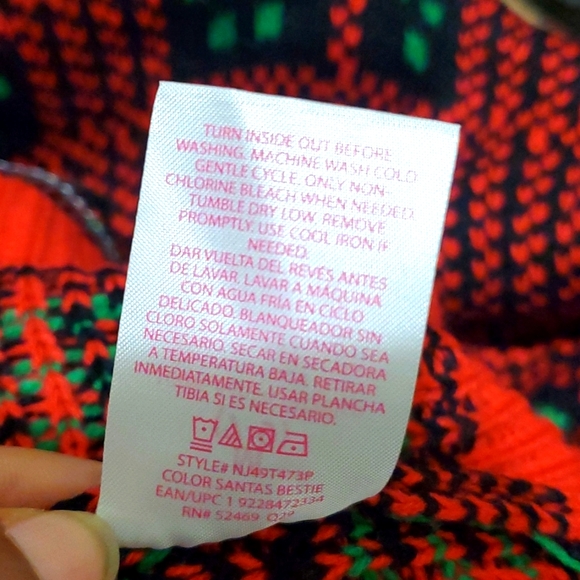 TURN INSIDE OUT BEFORE
WASHING. MACHINE WASH COLD
GENTLE CYCLE. ONLY NON-
CHLORINE BLEACH WHEN NEEDED.
TUMBLE DRY LOW. REMOVE
PROMPTLY. USE COOL IRON IF
NEEDED.
DAR VUELTA DEL REVÉS ANTES
DE LAVAR. LAVAR A MÁQUINA
CON AGUA FRÍA EN CICLO
DELICADO. BLANQUEADOR SIN
CLORO SOLAMENTE CUANDO SEA
NECESARIO. SECAR EN SECADORA
A TEMPERATURA BAJA. RETIRAR
INMEDIATAMENTE. USAR PLANCHA
TIBIA SI ES NECESARIO.
STYLE# NJ49T473P
COLOR SANTAS BESTIE
EAN/UPC 1 9228472334
RN# 52469 Q29